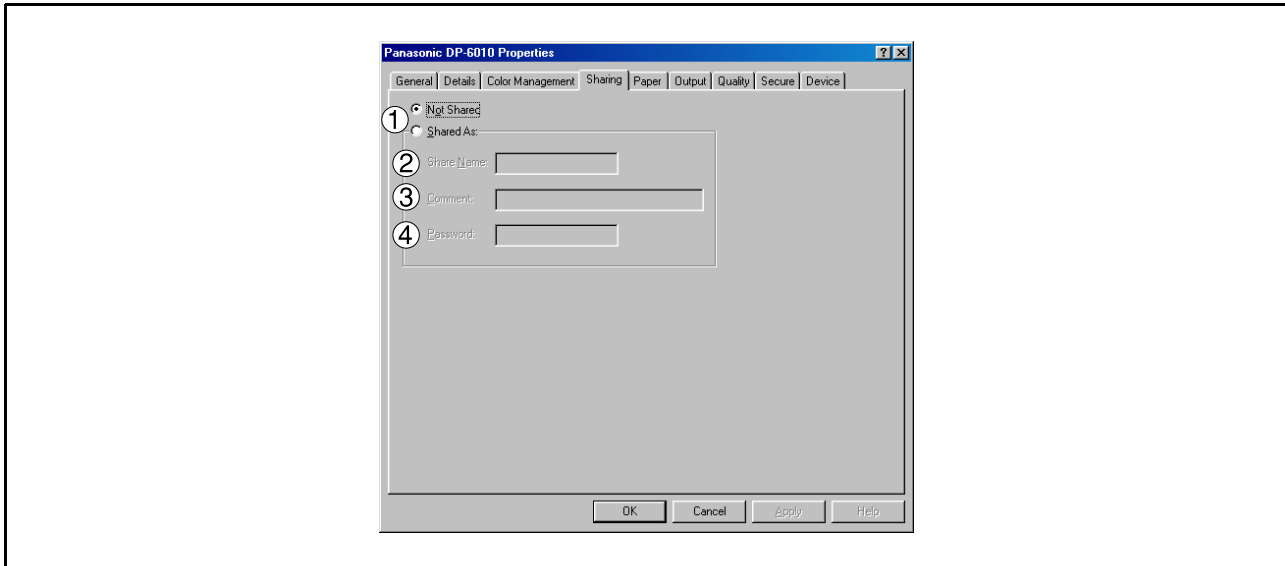 Panasonic DP-6010 Properties
General Details Color Management Sharing Paper Output Quality Secure Device
① Not Shared
Shared As:
② Share Name:
③ Comment:
④ Password:
OK Cancel Apply Help